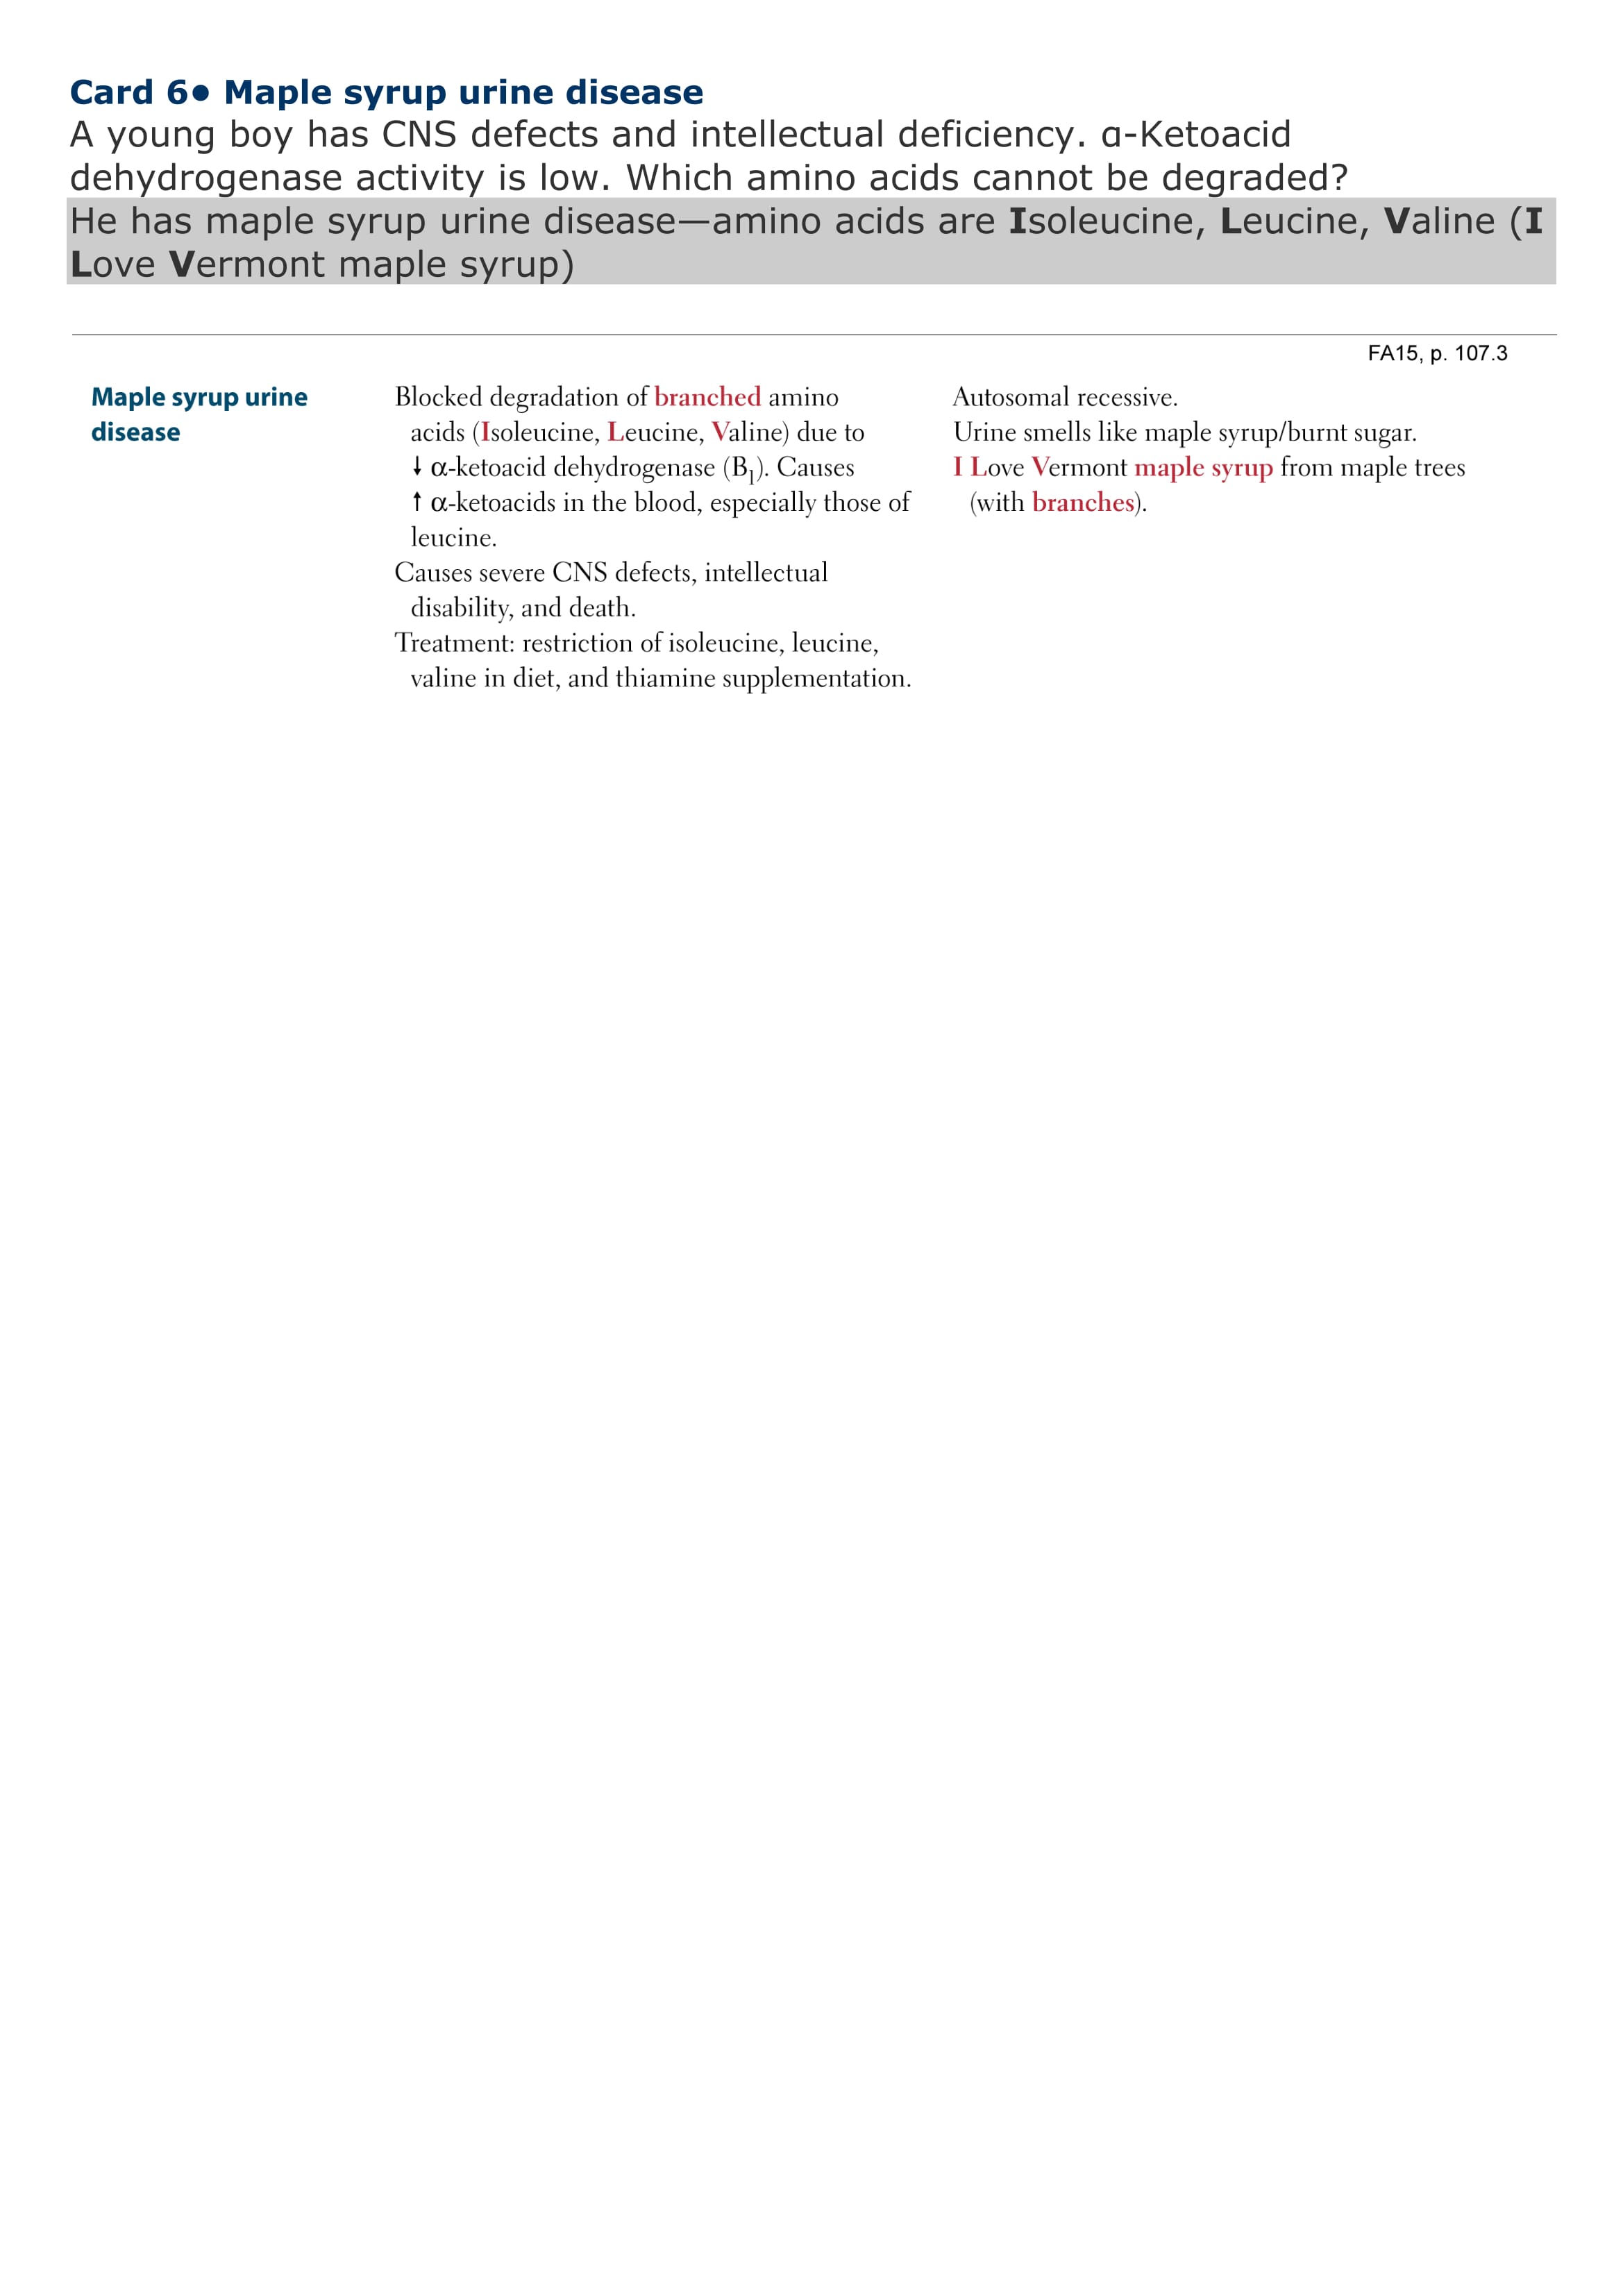 Card 6• Maple syrup urine disease
A young boy has CNS defects and intellectual deficiency. α-Ketoacid
dehydrogenase activity is low. Which amino acids cannot be degraded?
He has maple syrup urine disease—amino acids are Isoleucine, Leucine, Valine (I
Love Vermont maple syrup)
FA15, p. 107.3
Maple syrup urine
disease
Blocked degradation of branched amino
acids (Isoleucine, Leucine, Valine) due to
↓ α-ketoacid dehydrogenase (B₁). Causes
↑ α-ketoacids in the blood, especially those of
leucine.
Causes severe CNS defects, intellectual
disability, and death.
Treatment: restriction of isoleucine, leucine,
valine in diet, and thiamine supplementation.
Autosomal recessive.
Urine smells like maple syrup/burnt sugar.
I Love Vermont maple syrup from maple trees
(with branches).